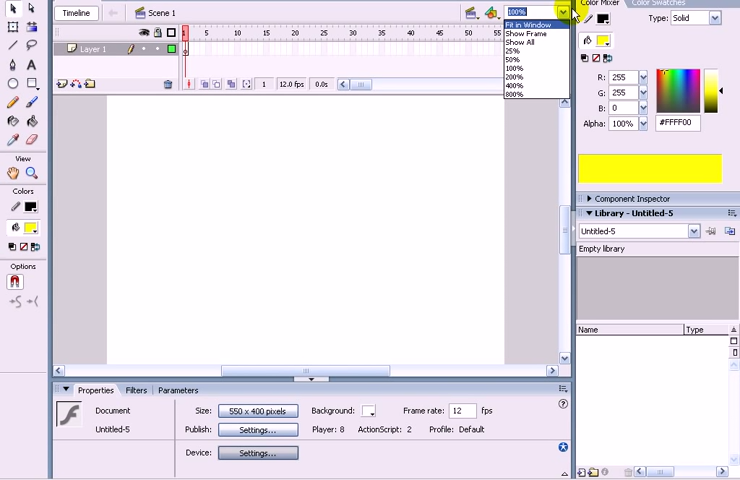 Timeline
Scene 1
100%
Color Mixer
Color Swatches
Fit in Window
Show Frame
Show All
25%
50%
100%
200%
400%
800%
Type: Solid
1 5 10 15 20 25 30 35 40 45 50 55
Layer 1
R: 255
G: 255
B: 0
Alpha: 100%
#FFFF00
1 12.0 fps 0.0s
View
Colors
Options
Component Inspector
Library - Untitled-5
Untitled-5
Empty library
Name Type
Properties Filters Parameters
Document
Untitled-5
Size: 550 x 400 pixels
Background:
Frame rate: 12 fps
Publish: Settings...
Player: 8 ActionScript: 2 Profile: Default
Device: Settings...